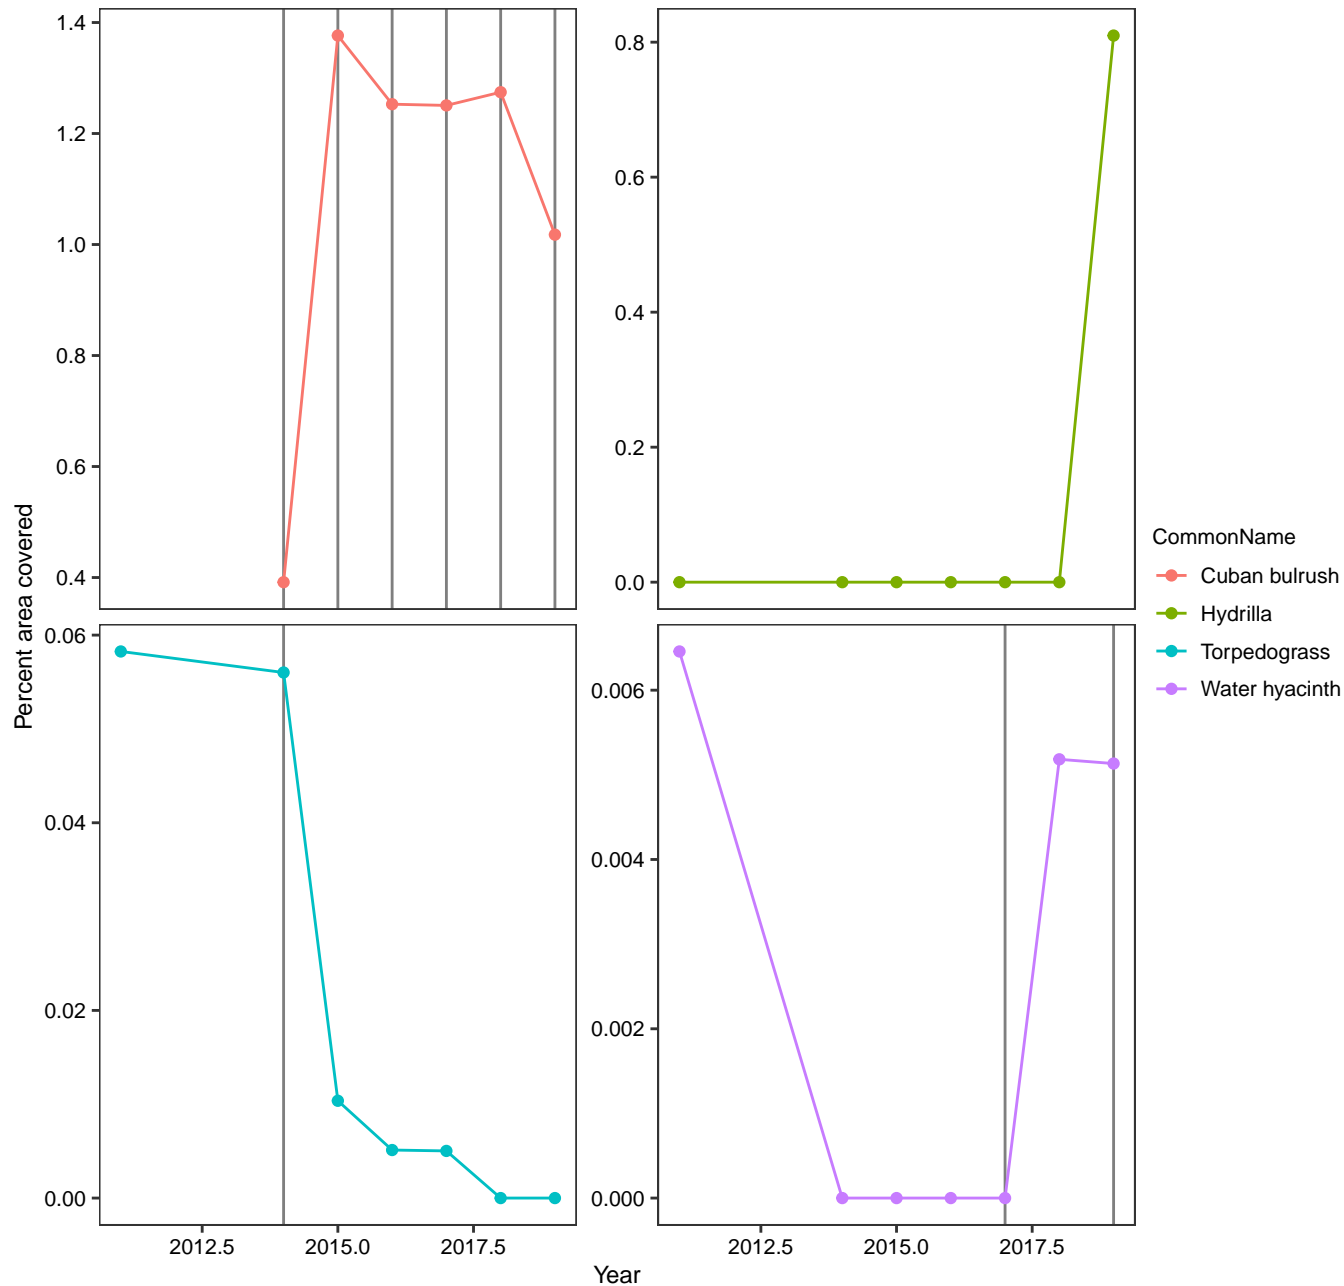 1.4
1.2
1.0
0.8
0.6
0.4
0.8
0.6
0.4
0.2
0.0
Percent area covered
0.06
0.04
0.02
0.00
0.006
0.004
0.002
0.000
2012.5 2015.0 2017.5
2012.5 2015.0 2017.5
Year
CommonName
Cuban bulrush
Hydrilla
Torpedograss
Water hyacinth